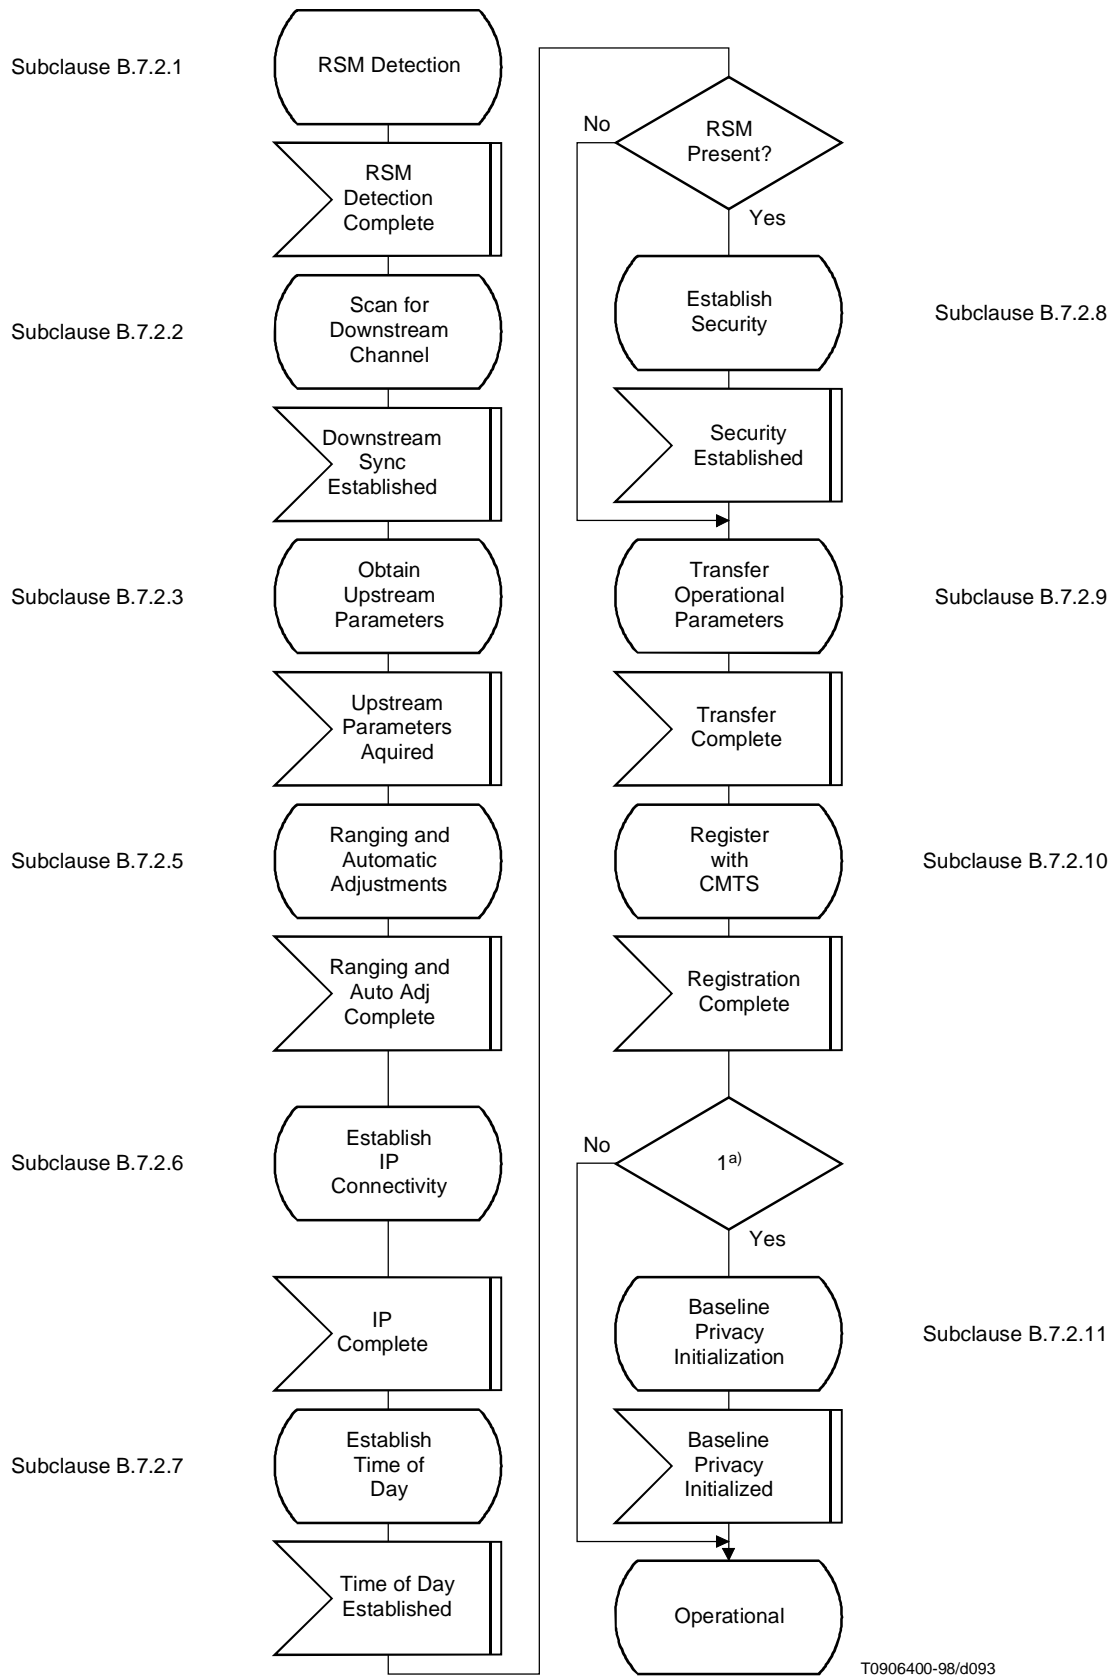 Subclause B.7.2.1
RSM Detection
RSM
Detection
Complete
Subclause B.7.2.2
Scan for
Downstream
Channel
Downstream
Sync
Established
Subclause B.7.2.3
Obtain
Upstream
Parameters
Upstream
Parameters
Aquired
Subclause B.7.2.5
Ranging and
Automatic
Adjustments
Ranging and
Auto Adj
Complete
Subclause B.7.2.6
Establish
IP
Connectivity
IP
Complete
Subclause B.7.2.7
Establish
Time of
Day
Time of Day
Established
RSM
Present?
No
Yes
Establish
Security
Subclause B.7.2.8
Security
Established
Transfer
Operational
Parameters
Subclause B.7.2.9
Transfer
Complete
Register
with
CMTS
Subclause B.7.2.10
Registration
Complete
No
1a)
Yes
Baseline
Privacy
Initialization
Subclause B.7.2.11
Baseline
Privacy
Initialized
Operational
T0906400-98/d093